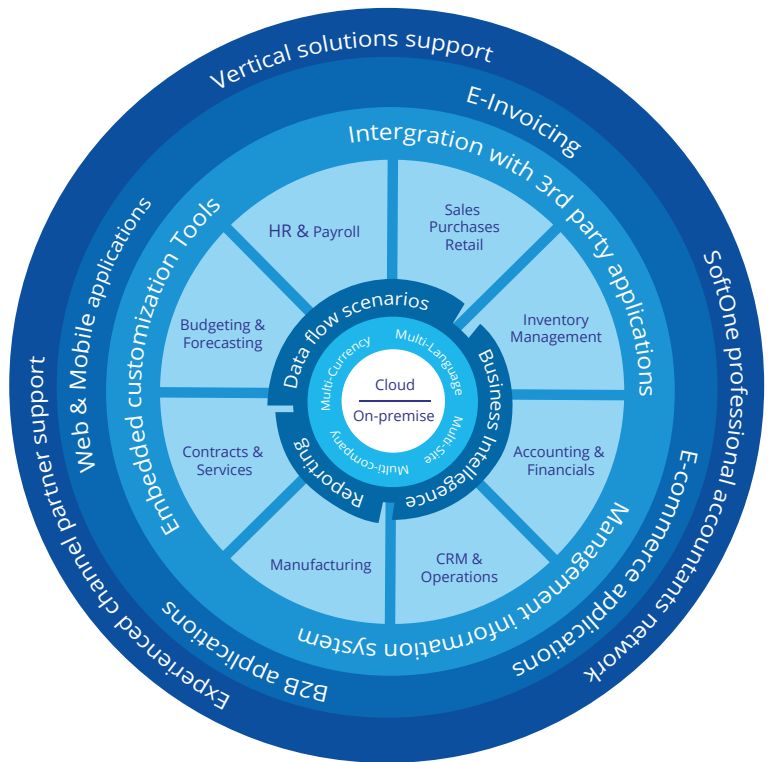 Vertical solutions support
SoftOne professional accountants network
Experienced channel partner support
E-Invoicing
E-commerce applications
B2B applications
Web & Mobile applications
Intergration with 3rd party applications
Management information system
Embedded customization Tools
HR & Payroll
Sales
Purchases
Retail
Inventory
Management
Accounting &
Financials
CRM &
Operations
Manufacturing
Contracts &
Services
Budgeting &
Forecasting
Data flow scenarios
Business Intellegence
Reporting
Multi-Currency
Multi-Language
Multi-Site
Multi-company
Cloud
On-premise